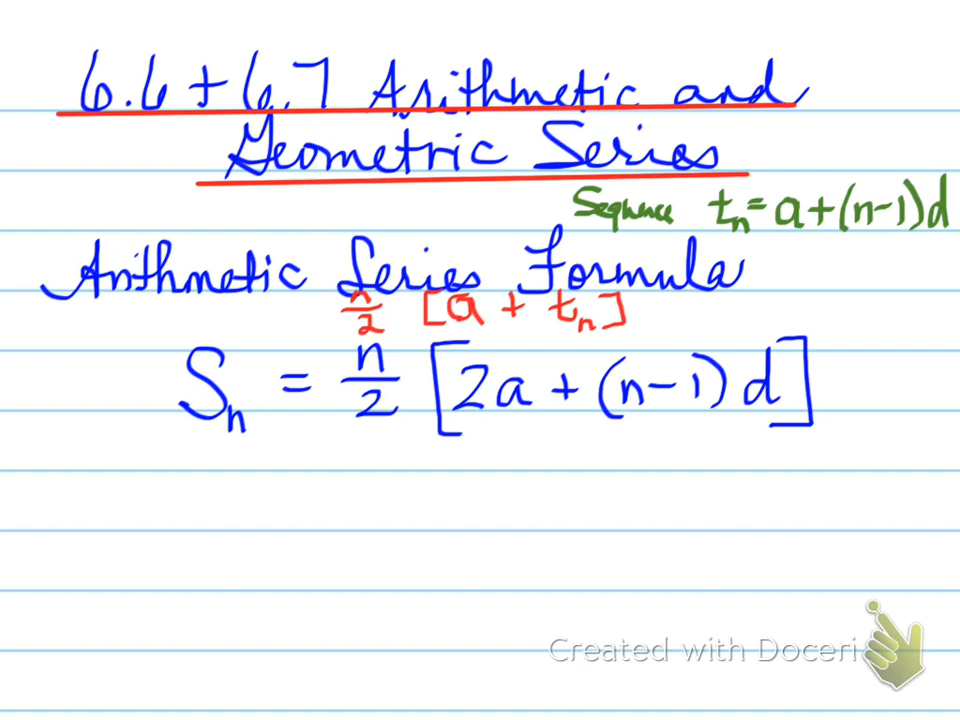 6.6 + 6.7 Arithmetic and
Geometric Series
Sequence tn = a + (n-1)d
Arithmetic Series Formula
n/2 [a + tn]
Sn = n/2 [2a + (n-1)d]
Created with Doceri